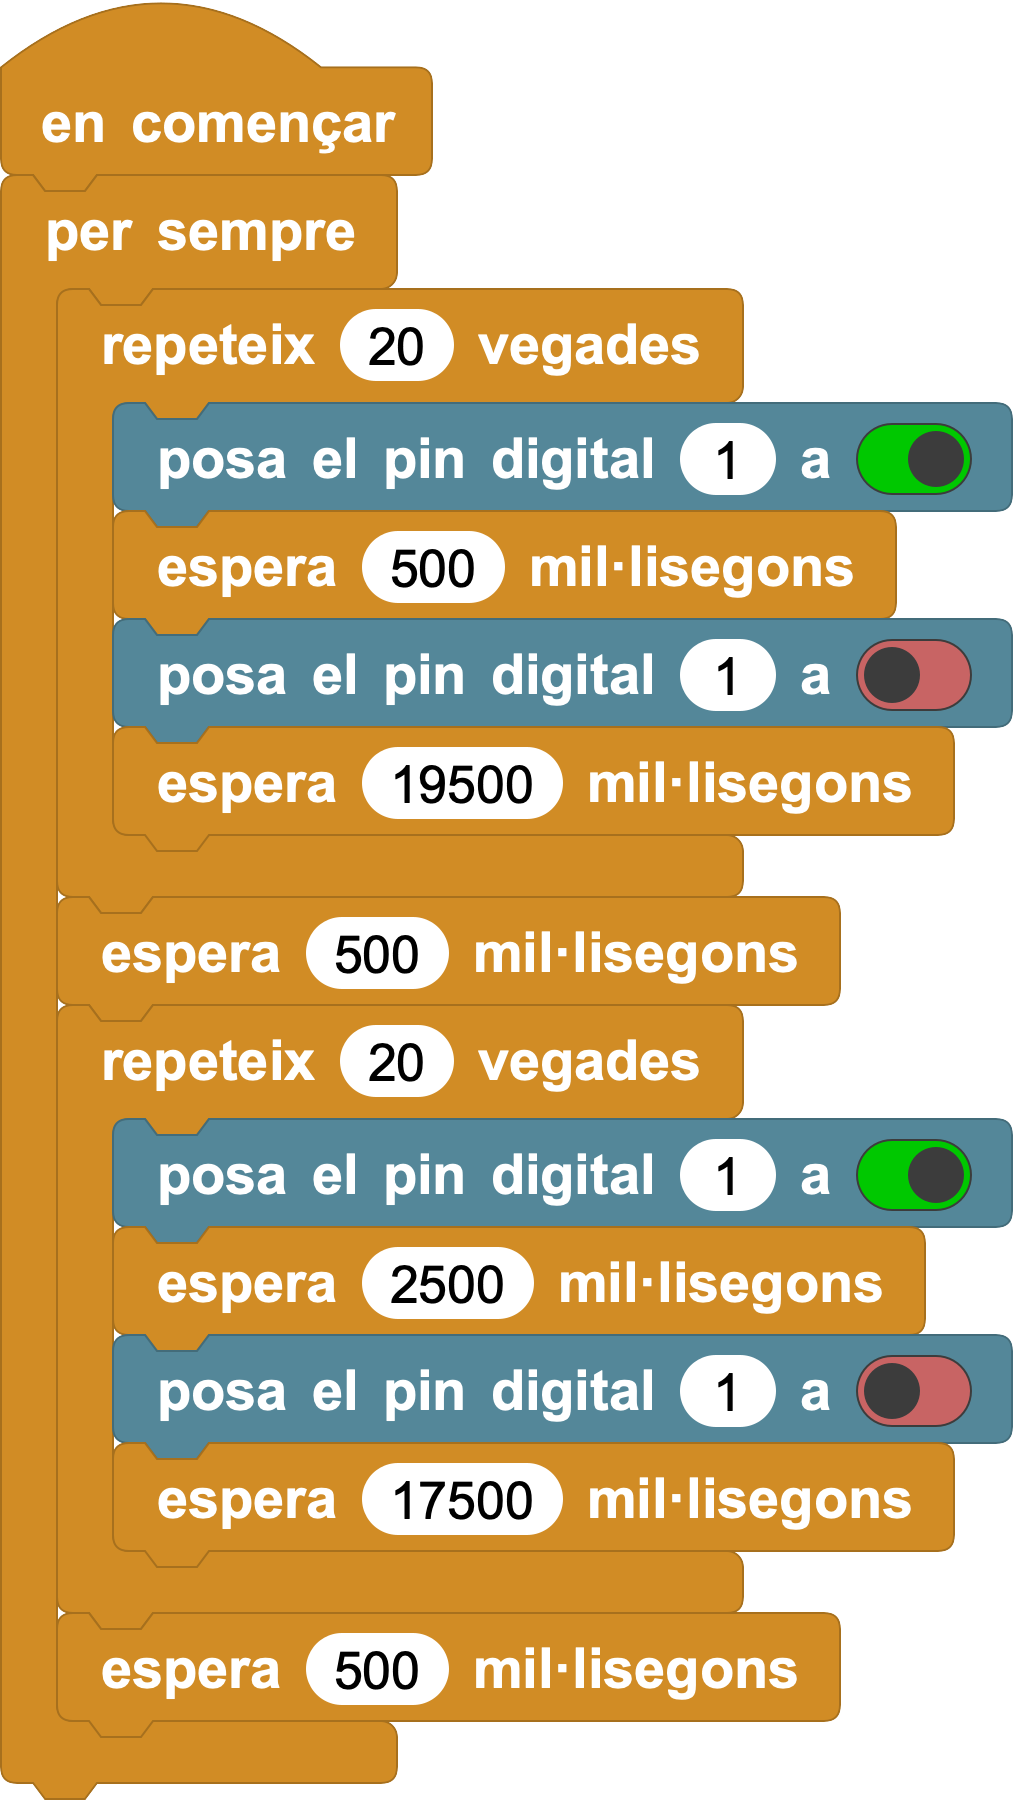 en començar
per sempre
repeteix 20 vegades
posa el pin digital 1 a
espera 500 mil·lisegons
posa el pin digital 1 a
espera 19500 mil·lisegons
espera 500 mil·lisegons
repeteix 20 vegades
posa el pin digital 1 a
espera 2500 mil·lisegons
posa el pin digital 1 a
espera 17500 mil·lisegons
espera 500 mil·lisegons